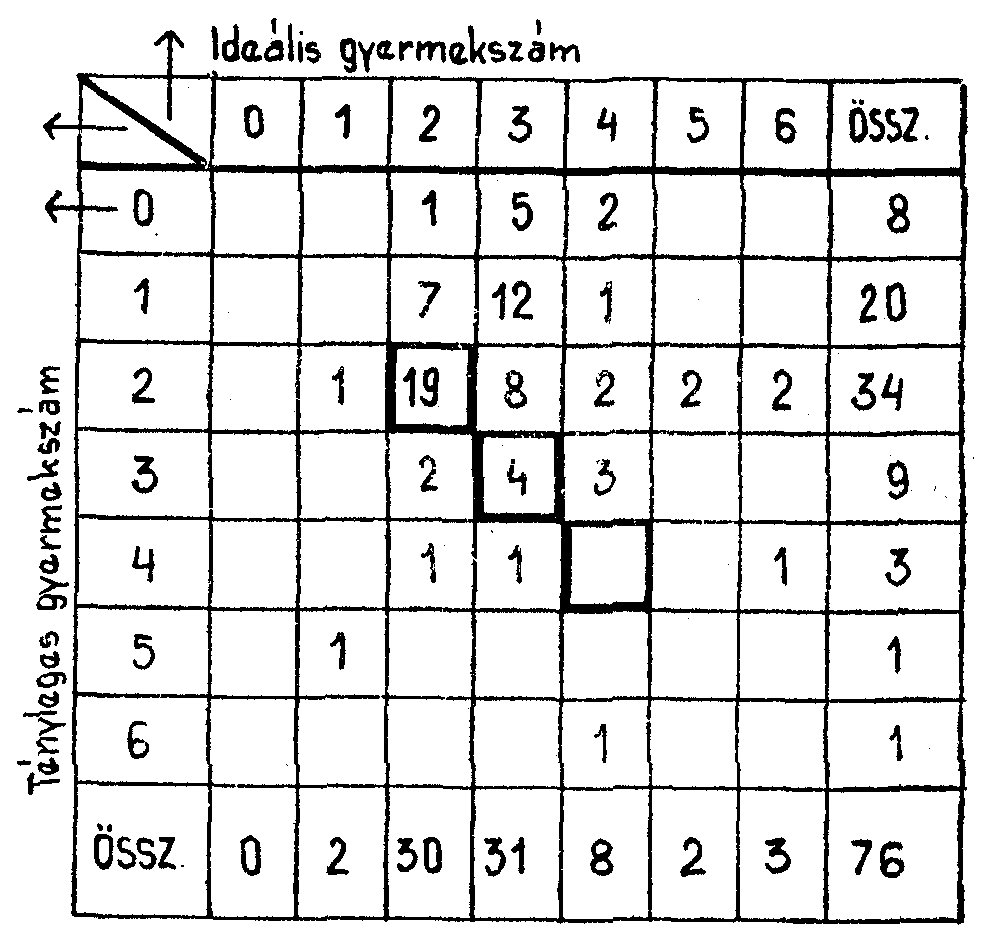 Ideális gyermekszám
0 1 2 3 4 5 6 ÖSSZ.
0 1 5 2 8
1 7 12 1 20
2 1 19 8 2 2 2 34
3 2 4 3 9
4 1 1 1 3
5 1 1
6 1 1
ÖSSZ. 0 2 30 31 8 2 3 76
Tényleges gyermekszám